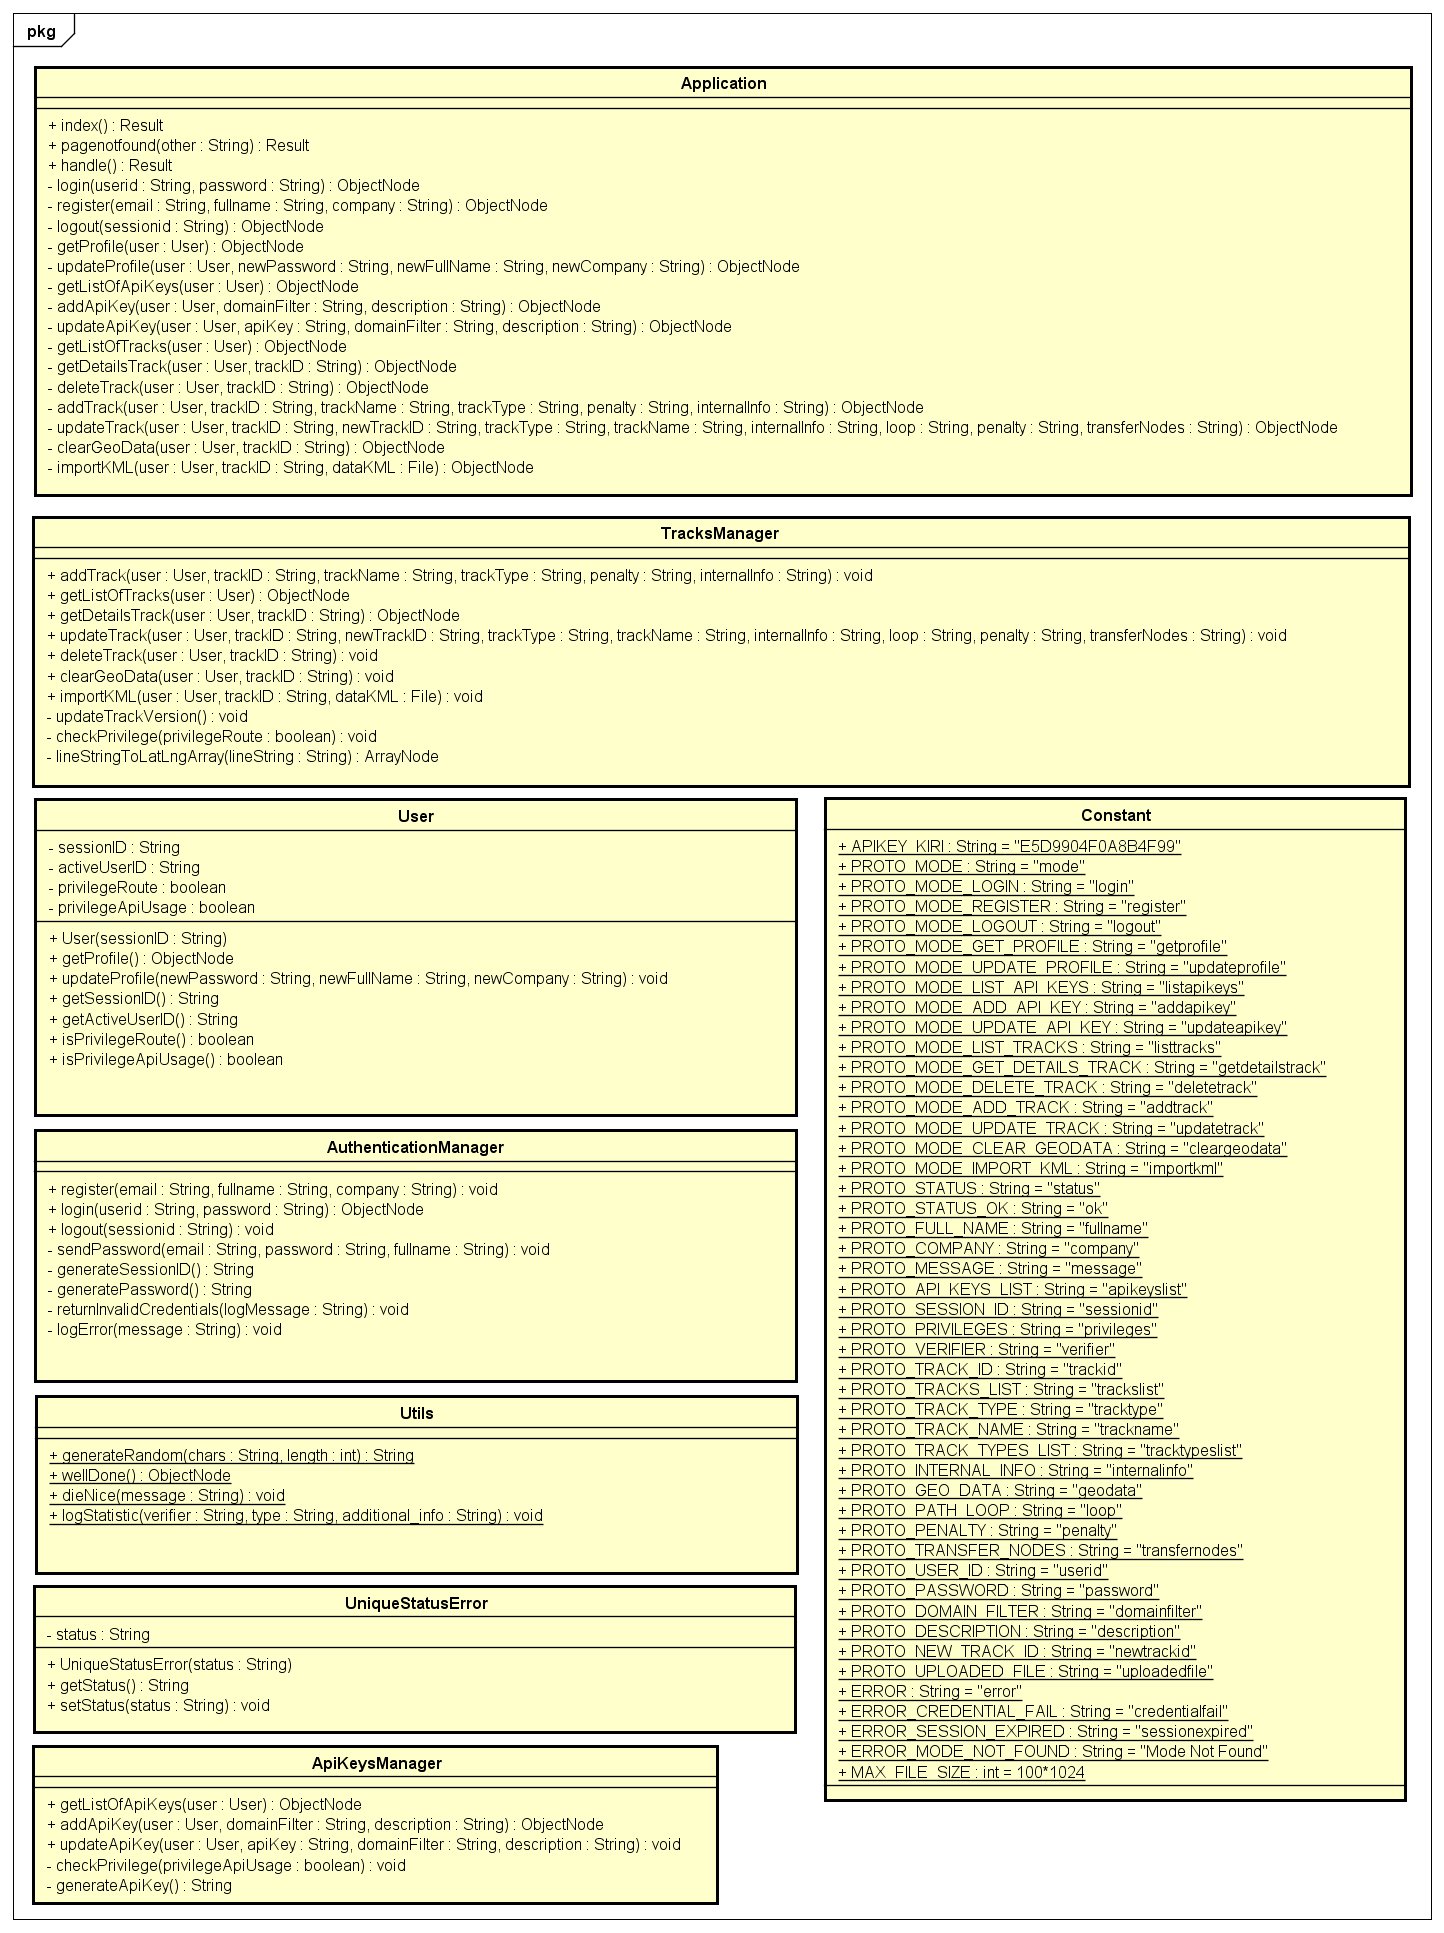 pkg
Application
+ index() : Result
+ pagenotfound(other : String) : Result
+ handle() : Result
- login(userid : String, password : String) : ObjectNode
- register(email : String, fullname : String, company : String) : ObjectNode
- logout(sessionid : String) : ObjectNode
- getProfile(user : User) : ObjectNode
- updateProfile(user : User, newPassword : String, newFullName : String, newCompany : String) : ObjectNode
- getListOfApiKeys(user : User) : ObjectNode
- addApiKey(user : User, domainFilter : String, description : String) : ObjectNode
- updateApiKey(user : User, apiKey : String, domainFilter : String, description : String) : ObjectNode
- getListOfTracks(user : User) : ObjectNode
- getDetailsTrack(user : User, trackID : String) : ObjectNode
- deleteTrack(user : User, trackID : String) : ObjectNode
- addTrack(user : User, trackID : String, trackName : String, trackType : String, penalty : String, internalInfo : String) : ObjectNode
- updateTrack(user : User, trackID : String, newTrackID : String, trackType : String, trackName : String, internalInfo : String, loop : String, penalty : String, transferNodes : String) : ObjectNode
- clearGeoData(user : User, trackID : String) : ObjectNode
- importKML(user : User, trackID : String, dataKML : File) : ObjectNode
TracksManager
+ addTrack(user : User, trackID : String, trackName : String, trackType : String, penalty : String, internalInfo : String) : void
+ getListOfTracks(user : User) : ObjectNode
+ getDetailsTrack(user : User, trackID : String) : ObjectNode
+ updateTrack(user : User, trackID : String, newTrackID : String, trackType : String, trackName : String, internalInfo : String, loop : String, penalty : String, transferNodes : String) : void
+ deleteTrack(user : User, trackID : String) : void
+ clearGeoData(user : User, trackID : String) : void
+ importKML(user : User, trackID : String, dataKML : File) : void
- updateTrackVersion() : void
- checkPrivilege(privilegeRoute : boolean) : void
- lineStringToLatLngArray(lineString : String) : ArrayNode
User
- sessionID : String
- activeUserID : String
- privilegeRoute : boolean
- privilegeApiUsage : boolean
+ User(sessionID : String)
+ getProfile() : ObjectNode
+ updateProfile(newPassword : String, newFullName : String, newCompany : String) : void
+ getSessionID() : String
+ getActiveUserID() : String
+ isPrivilegeRoute() : boolean
+ isPrivilegeApiUsage() : boolean
AuthenticationManager
+ register(email : String, fullname : String, company : String) : void
+ login(userid : String, password : String) : ObjectNode
+ logout(sessionid : String) : void
- sendPassword(email : String, password : String, fullname : String) : void
- generateSessionID() : String
- generatePassword() : String
- returnInvalidCredentials(logMessage : String) : void
- logError(message : String) : void
Utils
+ generateRandom(chars : String, length : int) : String
+ wellDone() : ObjectNode
+ dieNice(message : String) : void
+ logStatistic(verifier : String, type : String, additional_info : String) : void
UniqueStatusError
- status : String
+ UniqueStatusError(status : String)
+ getStatus() : String
+ setStatus(status : String) : void
ApiKeysManager
+ getListOfApiKeys(user : User) : ObjectNode
+ addApiKey(user : User, domainFilter : String, description : String) : ObjectNode
+ updateApiKey(user : User, apiKey : String, domainFilter : String, description : String) : void
- checkPrivilege(privilegeApiUsage : boolean) : void
- generateApiKey() : String
Constant
+ APIKEY_KIRI : String = "E5D9904F0A8B4F99"
+ PROTO_MODE : String = "mode"
+ PROTO_MODE_LOGIN : String = "login"
+ PROTO_MODE_REGISTER : String = "register"
+ PROTO_MODE_LOGOUT : String = "logout"
+ PROTO_MODE_GET_PROFILE : String = "getprofile"
+ PROTO_MODE_UPDATE_PROFILE : String = "updateprofile"
+ PROTO_MODE_LIST_API_KEYS : String = "listapikeys"
+ PROTO_MODE_ADD_API_KEY : String = "addapikey"
+ PROTO_MODE_UPDATE_API_KEY : String = "updateapikey"
+ PROTO_MODE_LIST_TRACKS : String = "listtracks"
+ PROTO_MODE_GET_DETAILS_TRACK : String = "getdetailstrack"
+ PROTO_MODE_DELETE_TRACK : String = "deletetrack"
+ PROTO_MODE_ADD_TRACK : String = "addtrack"
+ PROTO_MODE_UPDATE_TRACK : String = "updatetrack"
+ PROTO_MODE_CLEAR_GEODATA : String = "cleargeodata"
+ PROTO_MODE_IMPORT_KML : String = "importkml"
+ PROTO_STATUS : String = "status"
+ PROTO_STATUS_OK : String = "ok"
+ PROTO_FULL_NAME : String = "fullname"
+ PROTO_COMPANY : String = "company"
+ PROTO_MESSAGE : String = "message"
+ PROTO_API_KEYS_LIST : String = "apikeyslist"
+ PROTO_SESSION_ID : String = "sessionid"
+ PROTO_PRIVILEGES : String = "privileges"
+ PROTO_VERIFIER : String = "verifier"
+ PROTO_TRACK_ID : String = "trackid"
+ PROTO_TRACKS_LIST : String = "trackslist"
+ PROTO_TRACK_TYPE : String = "tracktype"
+ PROTO_TRACK_NAME : String = "trackname"
+ PROTO_TRACK_TYPES_LIST : String = "tracktypeslist"
+ PROTO_INTERNAL_INFO : String = "internalinfo"
+ PROTO_GEO_DATA : String = "geodata"
+ PROTO_PATH_LOOP : String = "loop"
+ PROTO_PENALTY : String = "penalty"
+ PROTO_TRANSFER_NODES : String = "transfernodes"
+ PROTO_USER_ID : String = "userid"
+ PROTO_PASSWORD : String = "password"
+ PROTO_DOMAIN_FILTER : String = "domainfilter"
+ PROTO_DESCRIPTION : String = "description"
+ PROTO_NEW_TRACK_ID : String = "newtrackid"
+ PROTO_UPLOADED_FILE : String = "uploadedfile"
+ ERROR : String = "error"
+ ERROR_CREDENTIAL_FAIL : String = "credentialfail"
+ ERROR_SESSION_EXPIRED : String = "sessionexpired"
+ ERROR_MODE_NOT_FOUND : String = "Mode Not Found"
+ MAX_FILE_SIZE : int = 100*1024